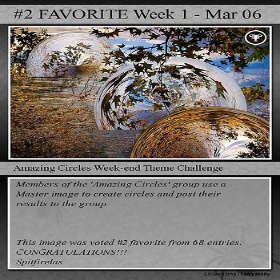 #2 FAVORITE Week 1 - Mar 06
Amazing Circles Week-end Theme Challenge
Members of the 'Amazing Circles' group use a
Master image to create circles and post their
results to the group.
This image was voted #2 favorite from 68 entries.
CONGRATULATIONS!!!
Spitfirelas